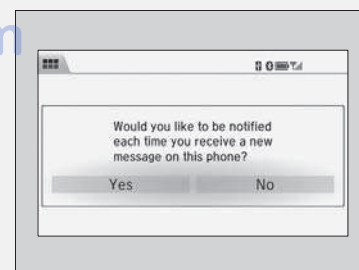 m
Would you like to be notified
each time you receive a new
message on this phone?
Yes No